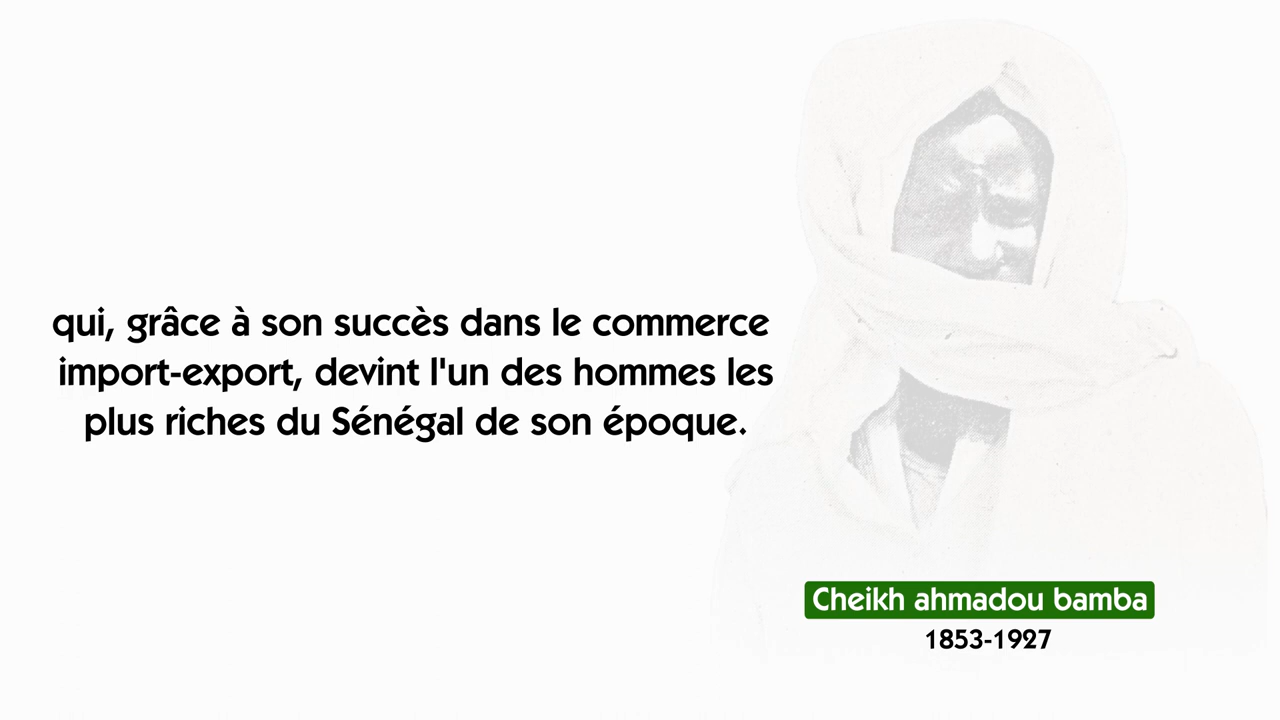 qui, grâce à son succès dans le commerce
import-export, devint l'un des hommes les
plus riches du Sénégal de son époque.
Cheikh ahmadou bamba
1853-1927